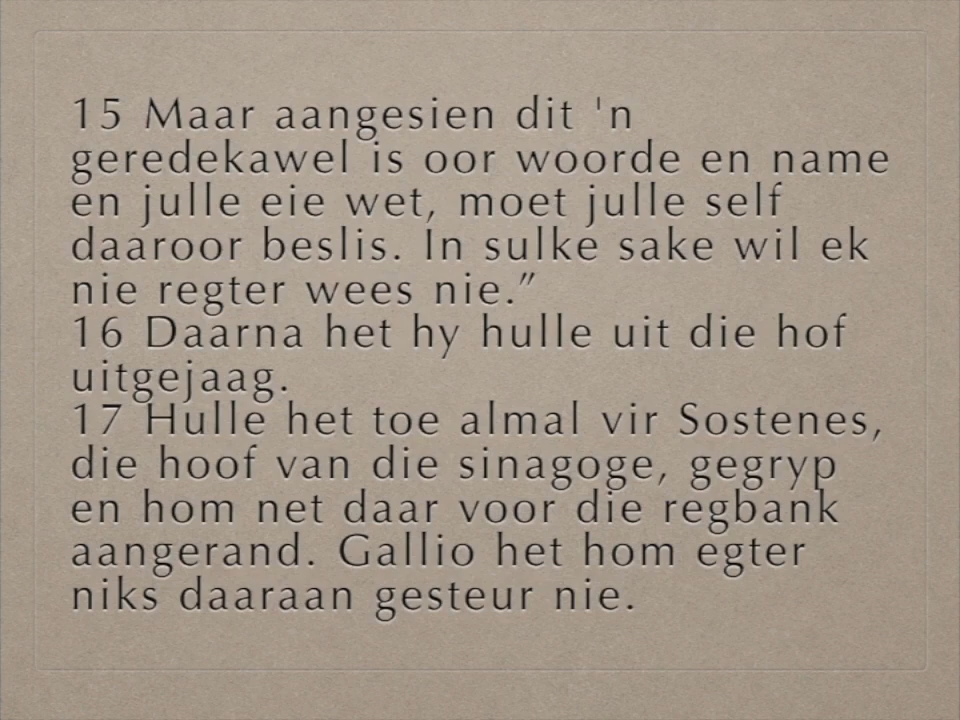 15 Maar aangesien dit 'n
geredekawel is oor woorde en name
en julle eie wet, moet julle self
daaroor beslis. In sulke sake wil ek
nie regter wees nie.”
16 Daarna het hy hulle uit die hof
uitgejaag.
17 Hulle het toe almal vir Sostenes,
die hoof van die sinagoge, gegryp
en hom net daar voor die regbank
aangerand. Gallio het hom egter
niks daaraan gesteur nie.